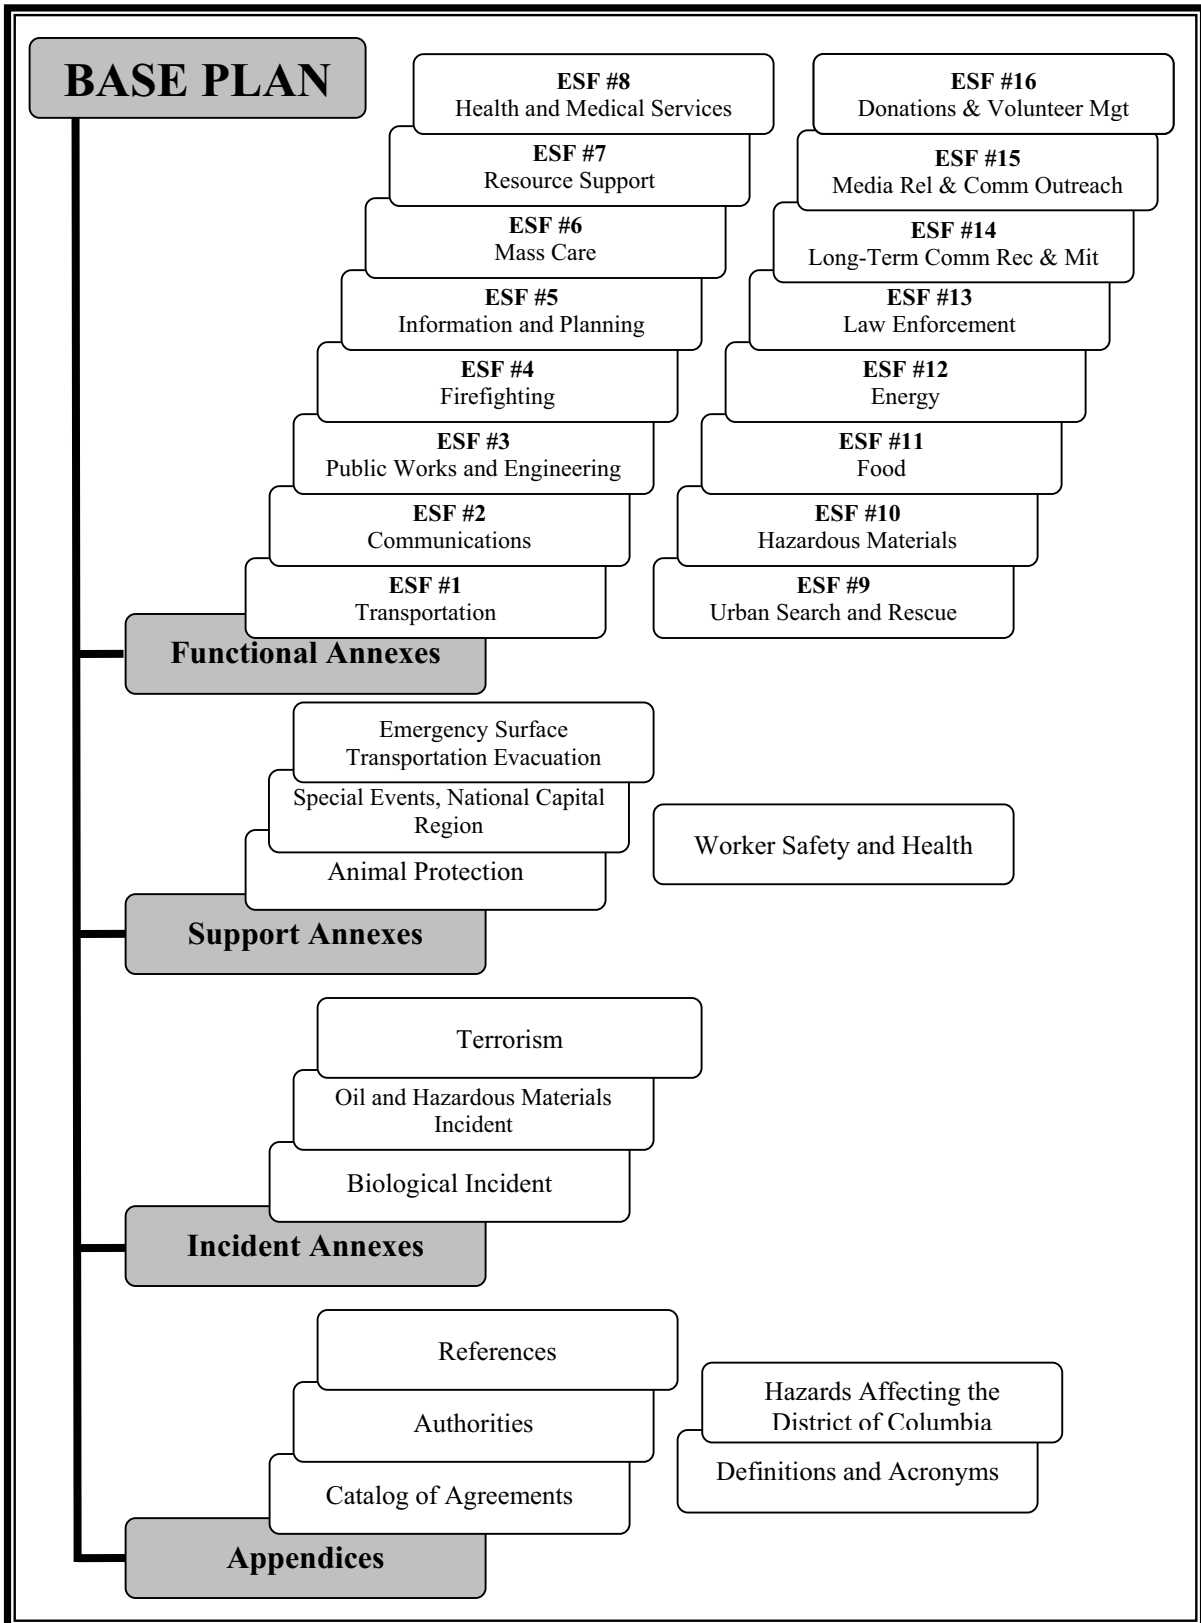 BASE PLAN
ESF #8
Health and Medical Services
ESF #7
Resource Support
ESF #6
Mass Care
ESF #5
Information and Planning
ESF #4
Firefighting
ESF #3
Public Works and Engineering
ESF #2
Communications
ESF #1
Transportation
ESF #16
Donations & Volunteer Mgt
ESF #15
Media Rel & Comm Outreach
ESF #14
Long-Term Comm Rec & Mit
ESF #13
Law Enforcement
ESF #12
Energy
ESF #11
Food
ESF #10
Hazardous Materials
ESF #9
Urban Search and Rescue
Functional Annexes
Emergency Surface
Transportation Evacuation
Special Events, National Capital
Region
Animal Protection
Worker Safety and Health
Support Annexes
Terrorism
Oil and Hazardous Materials
Incident
Biological Incident
Incident Annexes
References
Authorities
Catalog of Agreements
Hazards Affecting the
District of Columbia
Definitions and Acronyms
Appendices